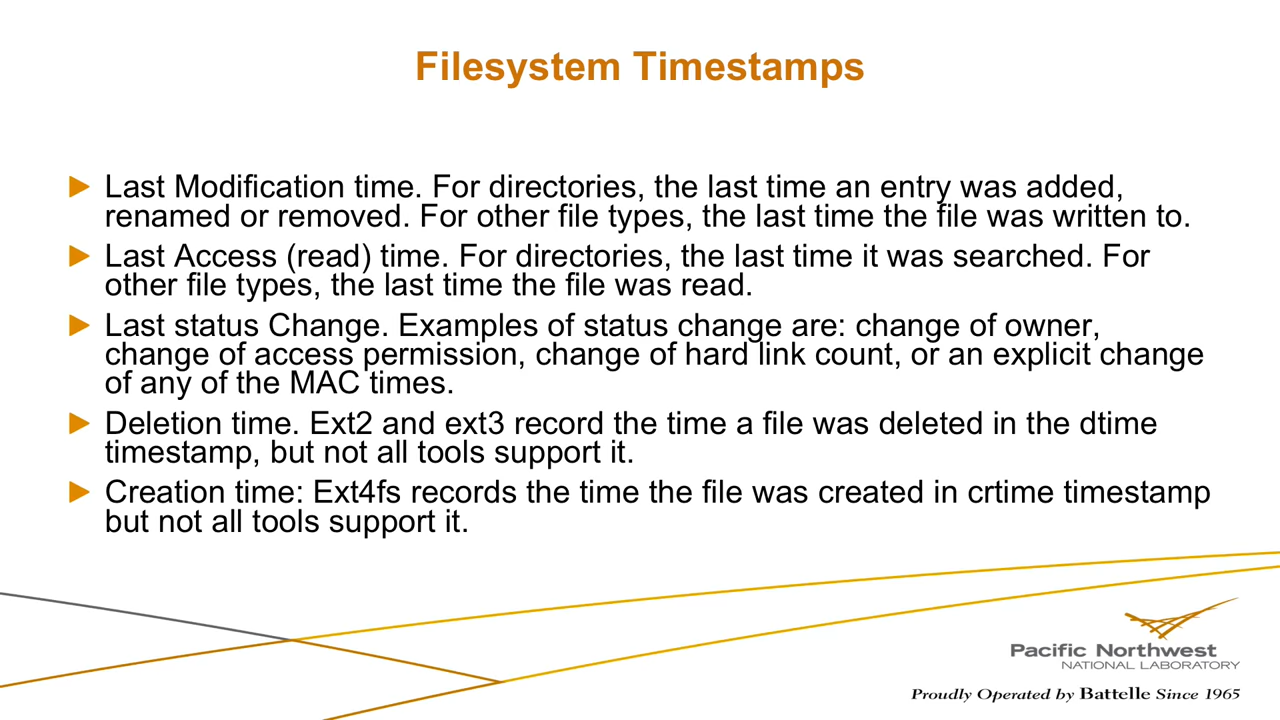 Filesystem Timestamps
Last Modification time. For directories, the last time an entry was added,
renamed or removed. For other file types, the last time the file was written to.
Last Access (read) time. For directories, the last time it was searched. For
other file types, the last time the file was read.
Last status Change. Examples of status change are: change of owner,
change of access permission, change of hard link count, or an explicit change
of any of the MAC times.
Deletion time. Ext2 and ext3 record the time a file was deleted in the dtime
timestamp, but not all tools support it.
Creation time: Ext4fs records the time the file was created in crtime timestamp
but not all tools support it.
Pacific Northwest
NATIONAL LABORATORY
Proudly Operated by Battelle Since 1965